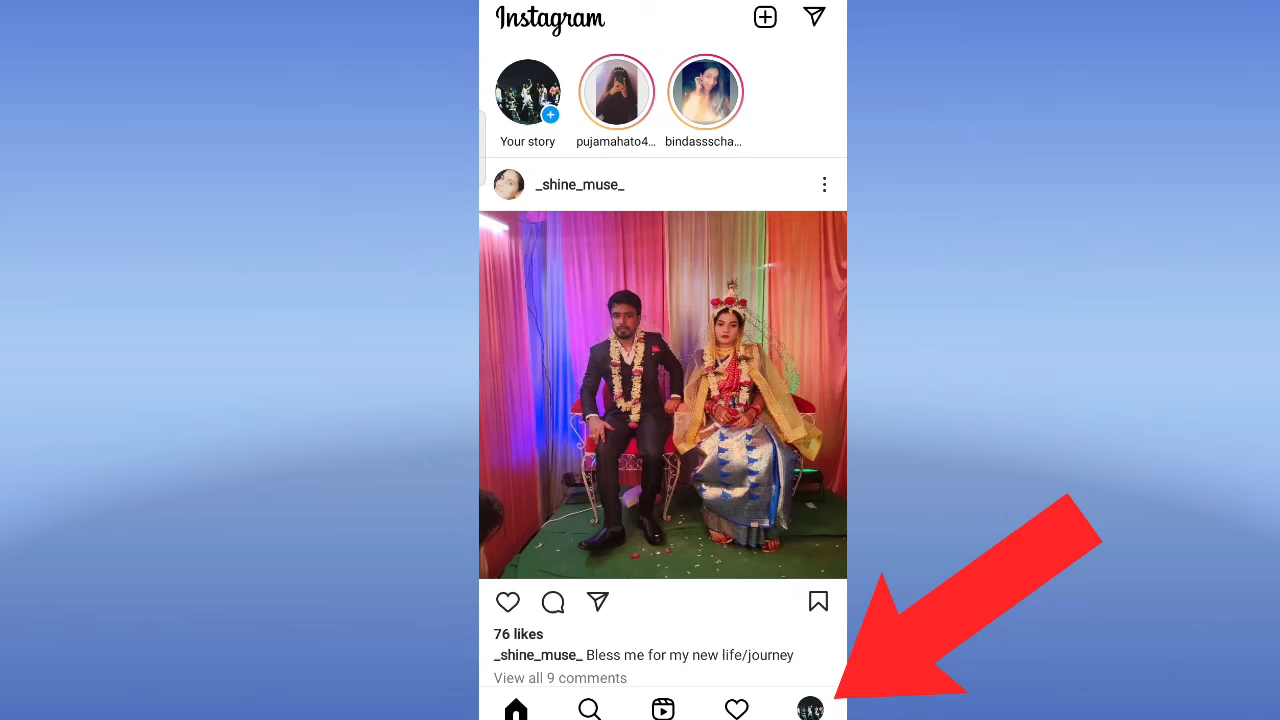 Instagram
Your story
pujamahato4...
bindassscha...
_shine_muse_
76 likes
_shine_muse_ Bless me for my new life/journey
View all 9 comments